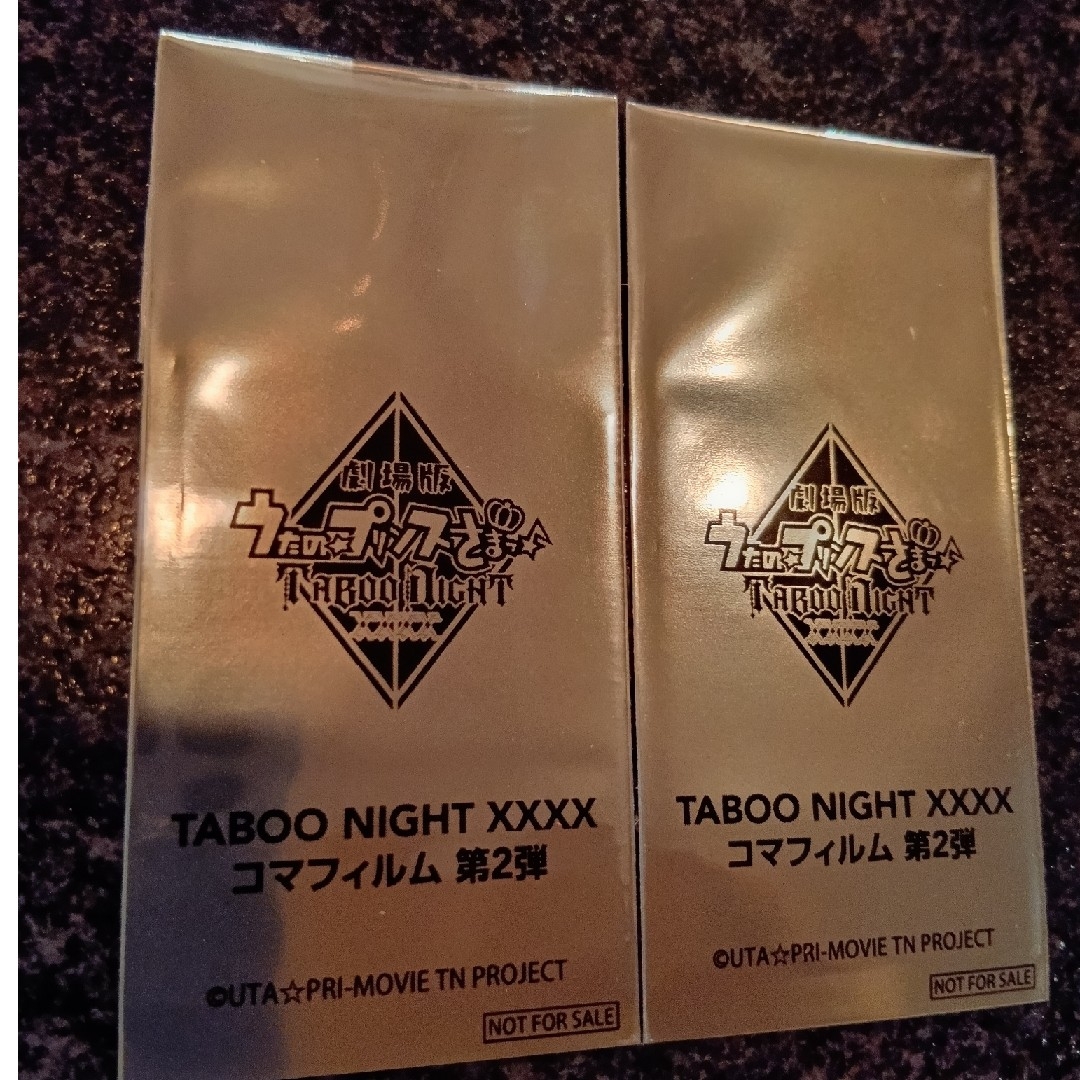 劇場版
うたの☆プリンスさまっ♪
TABOO NIGHT
XXXX
TABOO NIGHT XXXX
コマフィルム 第2弾
©UTA☆PRI-MOVIE TN PROJECT
NOT FOR SALE
劇場版
うたの☆プリンスさまっ♪
TABOO NIGHT
XXXX
TABOO NIGHT XXXX
コマフィルム 第2弾
©UTA☆PRI-MOVIE TN PROJECT
NOT FOR SALE